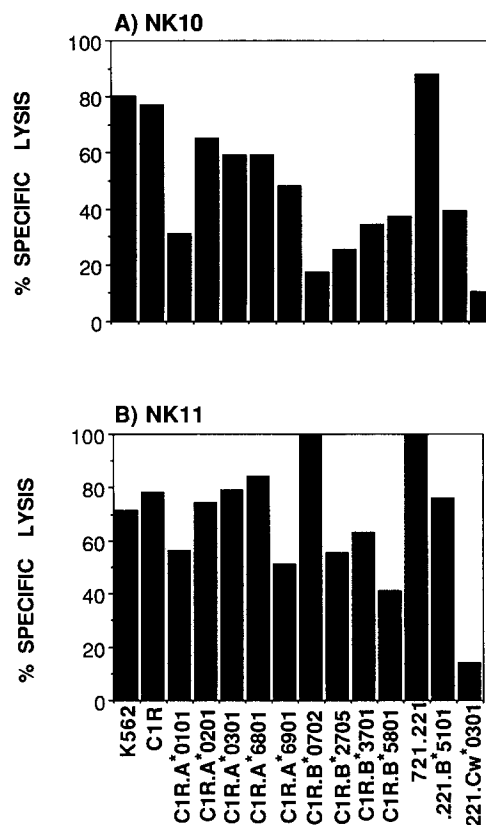 A) NK10
% SPECIFIC LYSIS
100
80
60
40
20
0
B) NK11
% SPECIFIC LYSIS
100
80
60
40
20
0
K562
C1R
C1R.A*0101
C1R.A*0201
C1R.A*0301
C1R.A*6801
C1R.A*6901
C1R.B*0702
C1R.B*2705
C1R.B*3701
C1R.B*5801
721.221
.221.B*5101
221.Cw*0301